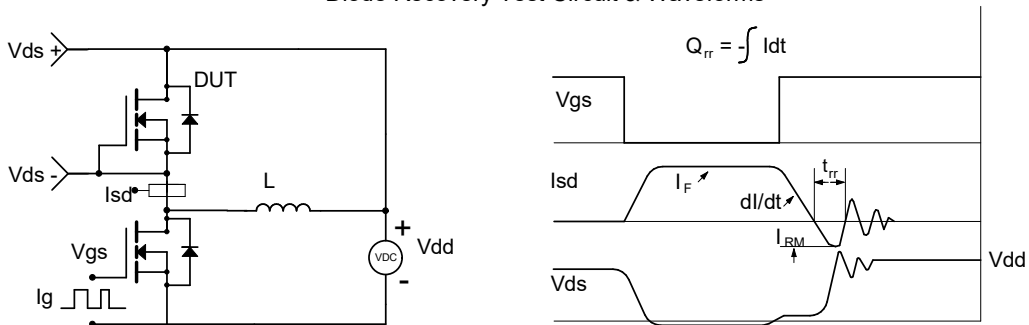 Diode Recovery Test Circuit & Waveforms
Vds +
DUT
Vds -
Isd
L
Vgs
Ig
+
VDC
-
Vdd
Qrr = -∫ Idt
Vgs
Isd
IF
dI/dt
trr
IRM
Vds
Vdd